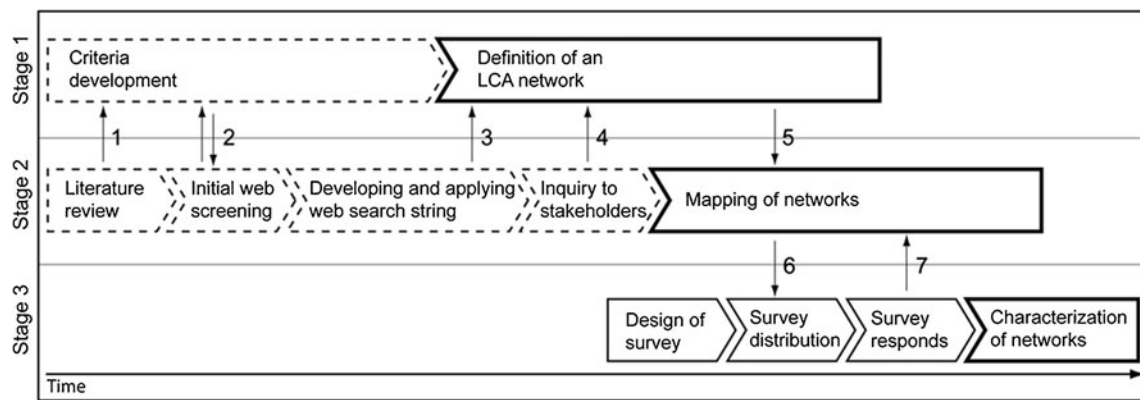 Stage 1
Criteria
development
Definition of an
LCA network
1
2
3
4
5
Stage 2
Literature
review
Initial web
screening
Developing and applying
web search string
Inquiry to
stakeholders
Mapping of networks
6
7
Stage 3
Design of
survey
Survey
distribution
Survey
responds
Characterization
of networks
Time